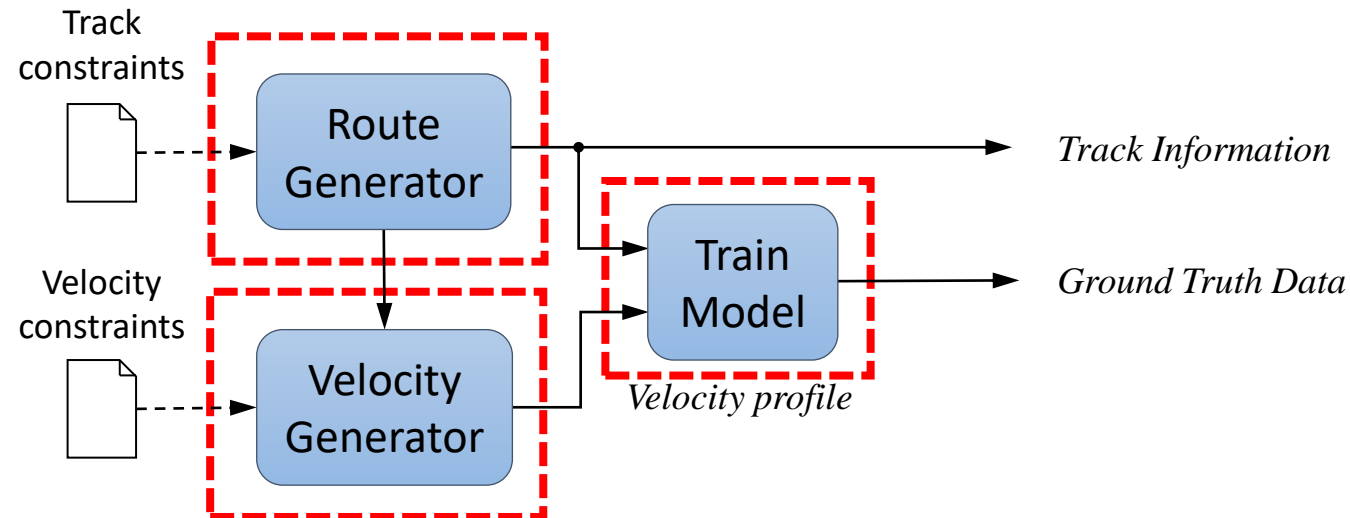 Track
constraints
Route
Generator
Track Information
Train
Model
Ground Truth Data
Velocity
constraints
Velocity
Generator
Velocity profile